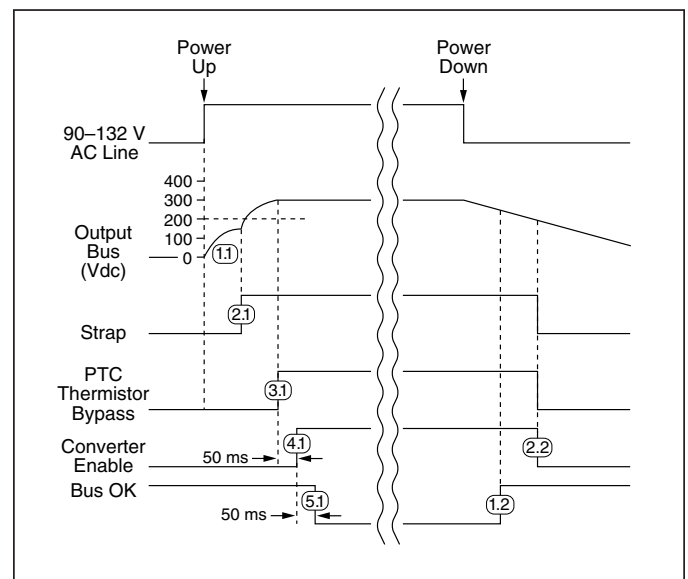 Power
Up
Power
Down
90–132 V
AC Line
400
300
200
100
0
Output
Bus
(Vdc)
1.1
Strap
2.1
PTC
Thermistor
Bypass
3.1
Converter
Enable
50 ms
4.1
2.2
Bus OK
50 ms
5.1
1.2